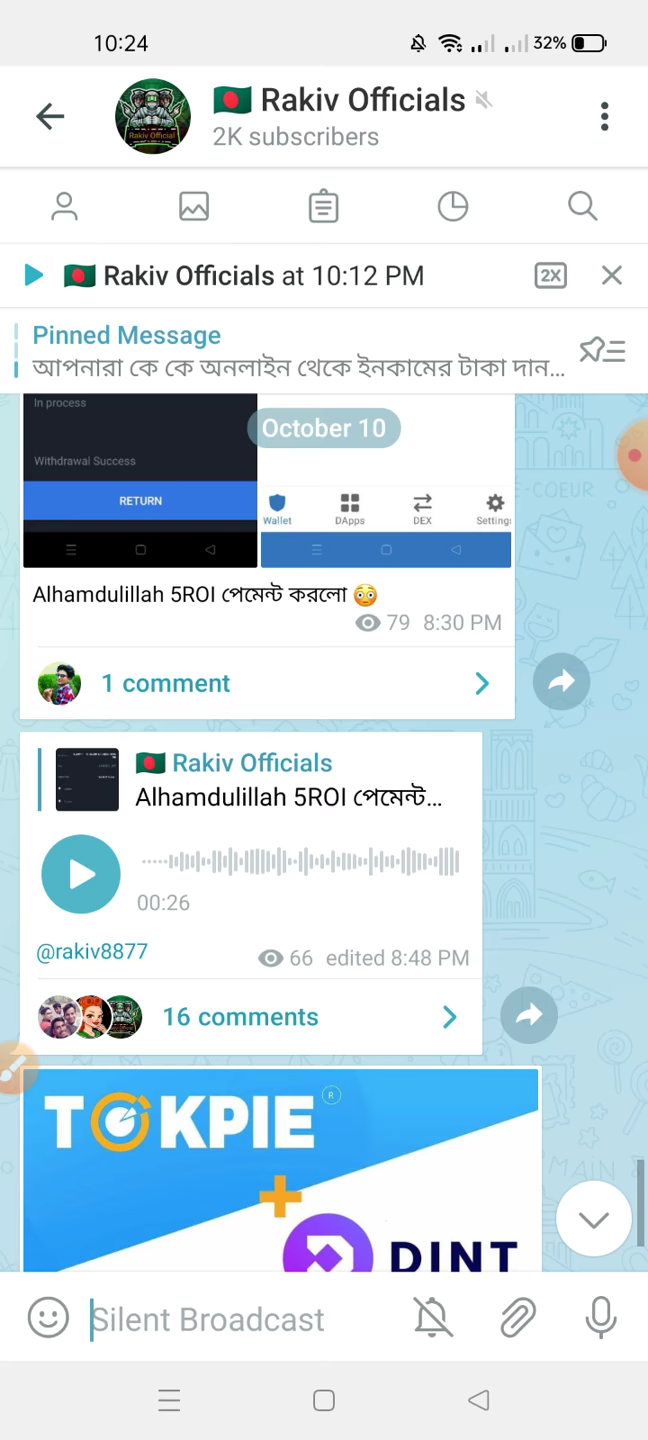 10:24
32%
🇧🇩 Rakiv Officials
2K subscribers
🇧🇩 Rakiv Officials at 10:12 PM
2X
Pinned Message
আপনারা কে কে অনলাইন থেকে ইনকামের টাকা দান...
In process
October 10
Withdrawal Success
RETURN
Wallet DApps DEX Settings
E-COEUR
Alhamdulillah 5ROI পেমেন্ট করলো 😳
79 8:30 PM
1 comment
🇧🇩 Rakiv Officials
Alhamdulillah 5ROI পেমেন্ট...
00:26
@rakiv8877
66 edited 8:48 PM
16 comments
TOKPIE R
MAIN
+
DINT
Silent Broadcast